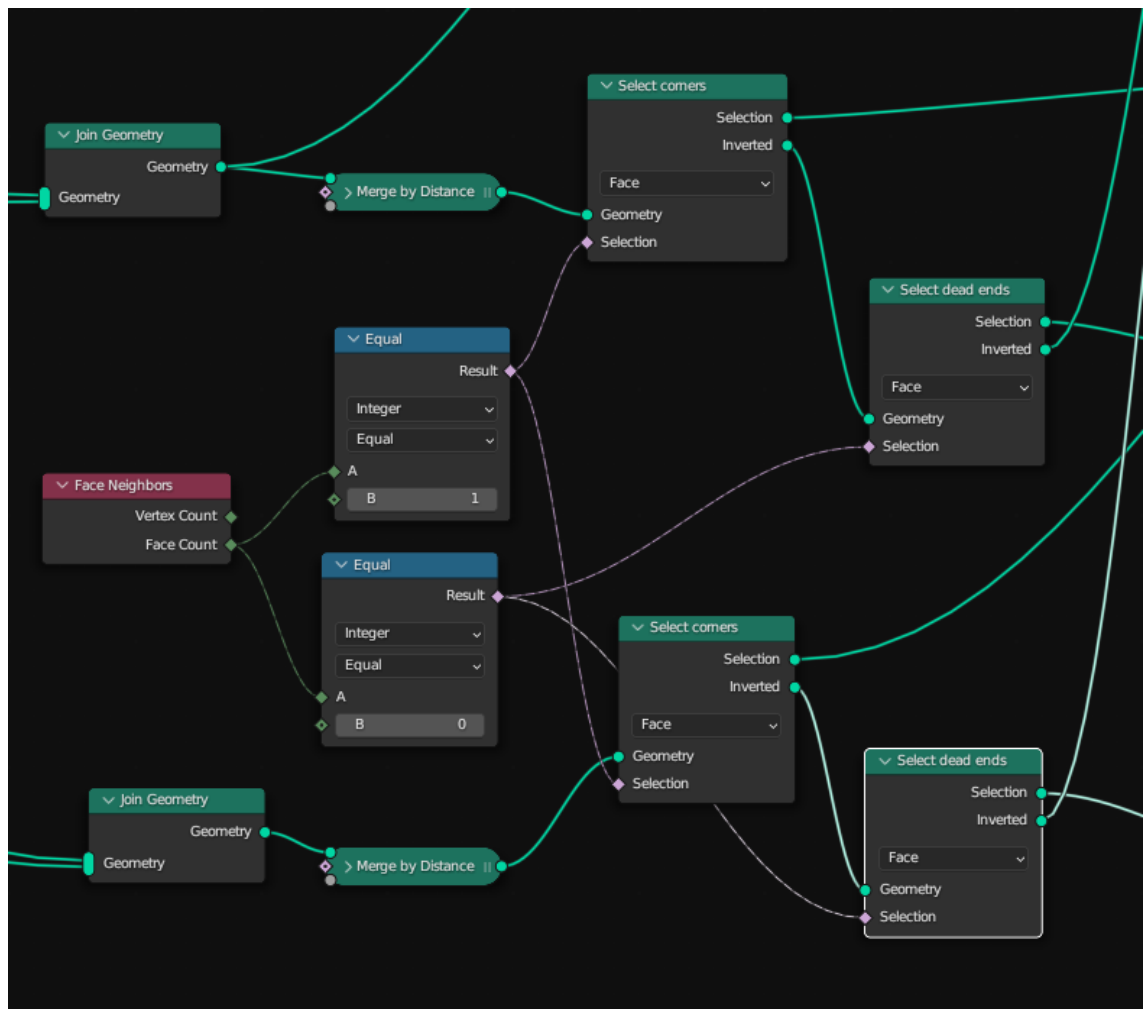 Select corners
Selection
Inverted
Face
Geometry
Selection
Join Geometry
Geometry
Geometry
Merge by Distance
Select dead ends
Selection
Inverted
Face
Geometry
Selection
Equal
Result
Integer
Equal
A
B 1
Face Neighbors
Vertex Count
Face Count
Equal
Result
Integer
Equal
A
B 0
Select corners
Selection
Inverted
Face
Geometry
Selection
Select dead ends
Selection
Inverted
Face
Geometry
Selection
Join Geometry
Geometry
Geometry
Merge by Distance